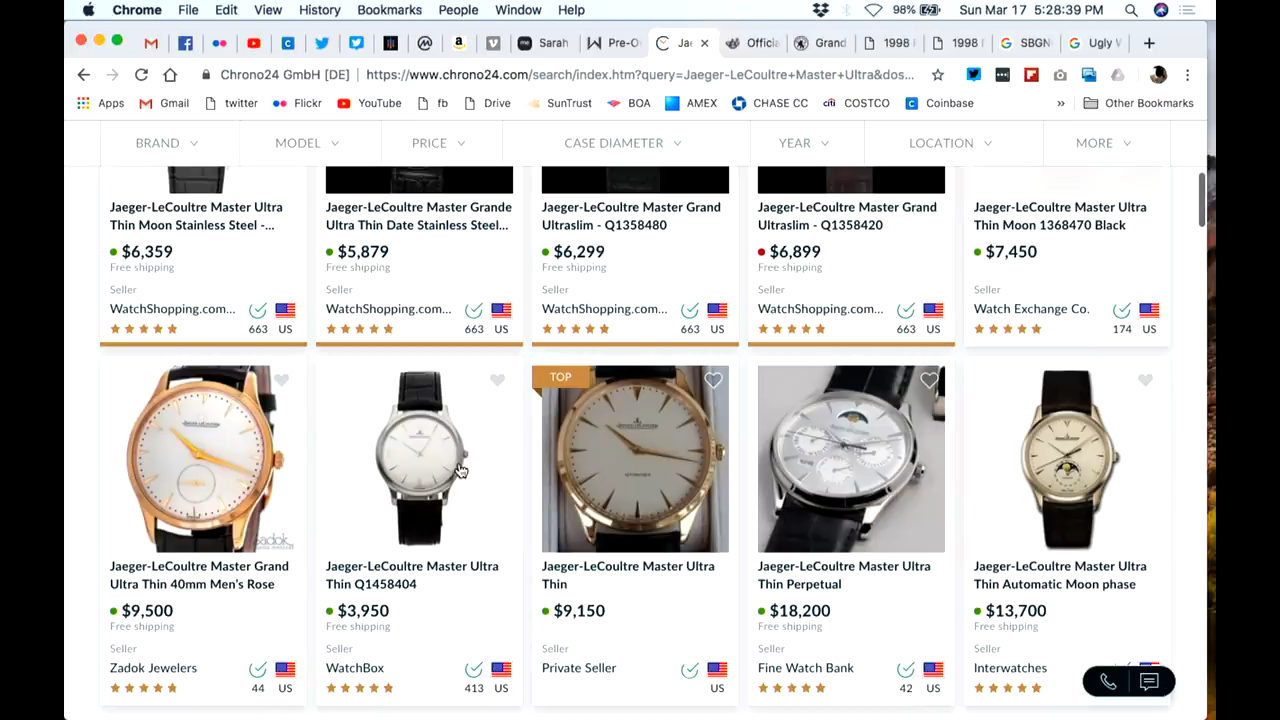 Chrome File Edit View History Bookmarks People Window Help 98% Sun Mar 17 5:28:39 PM
Sarah Pre-O Jae Officia Grand 1998 F 1998 F SBGN Ugly V
Chrono24 GmbH [DE] https://www.chrono24.com/search/index.htm?query=Jaeger-LeCoultre+Master+Ultra&dos...
Apps Gmail twitter Flickr YouTube fb Drive SunTrust BOA AMEX CHASE CC COSTCO Coinbase » Other Bookmarks
BRAND MODEL PRICE CASE DIAMETER YEAR LOCATION MORE
Jaeger-LeCoultre Master Ultra
Thin Moon Stainless Steel -...
$6,359
Free shipping
Seller
WatchShopping.com...
663 US
Jaeger-LeCoultre Master Grande
Ultra Thin Date Stainless Steel...
$5,879
Free shipping
Seller
WatchShopping.com...
663 US
Jaeger-LeCoultre Master Grand
Ultraslim - Q1358480
$6,299
Free shipping
Seller
WatchShopping.com...
663 US
Jaeger-LeCoultre Master Grand
Ultraslim - Q1358420
$6,899
Free shipping
Seller
WatchShopping.com...
663 US
Jaeger-LeCoultre Master Ultra
Thin Moon 1368470 Black
$7,450
Seller
Watch Exchange Co.
174 US
Jaeger-LeCoultre Master Grand
Ultra Thin 40mm Men's Rose
$9,500
Free shipping
Seller
Zadok Jewelers
44 US
Jaeger-LeCoultre Master Ultra
Thin Q1458404
$3,950
Free shipping
Seller
WatchBox
413 US
TOP
Jaeger-LeCoultre Master Ultra
Thin
$9,150
Seller
Private Seller
US
Jaeger-LeCoultre Master Ultra
Thin Perpetual
$18,200
Free shipping
Seller
Fine Watch Bank
42 US
Jaeger-LeCoultre Master Ultra
Thin Automatic Moon phase
$13,700
Free shipping
Seller
Interwatches